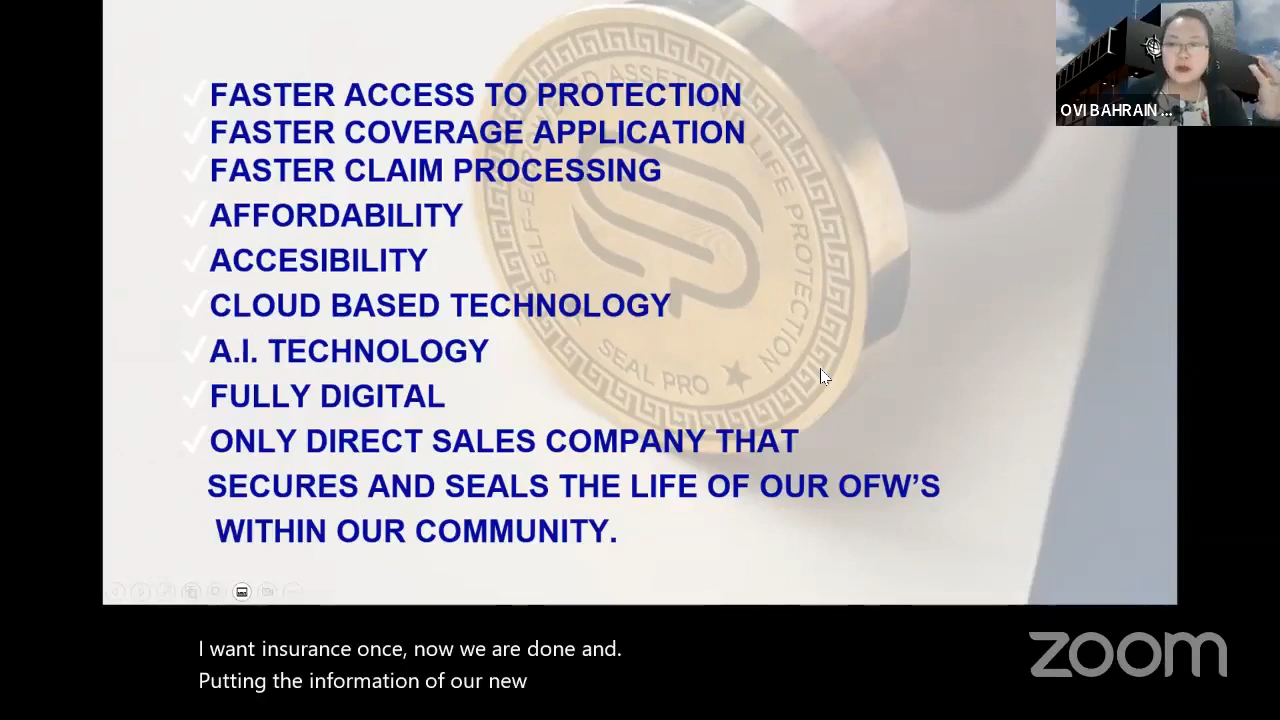 FASTER ACCESS TO PROTECTION
FASTER COVERAGE APPLICATION
FASTER CLAIM PROCESSING
AFFORDABILITY
ACCESIBILITY
CLOUD BASED TECHNOLOGY
A.I. TECHNOLOGY
FULLY DIGITAL
ONLY DIRECT SALES COMPANY THAT
SECURES AND SEALS THE LIFE OF OUR OFW'S
WITHIN OUR COMMUNITY.
LIFE PROTECTION
SEAL PRO
OVI BAHRAIN ...
I want insurance once, now we are done and.
Putting the information of our new
zoom